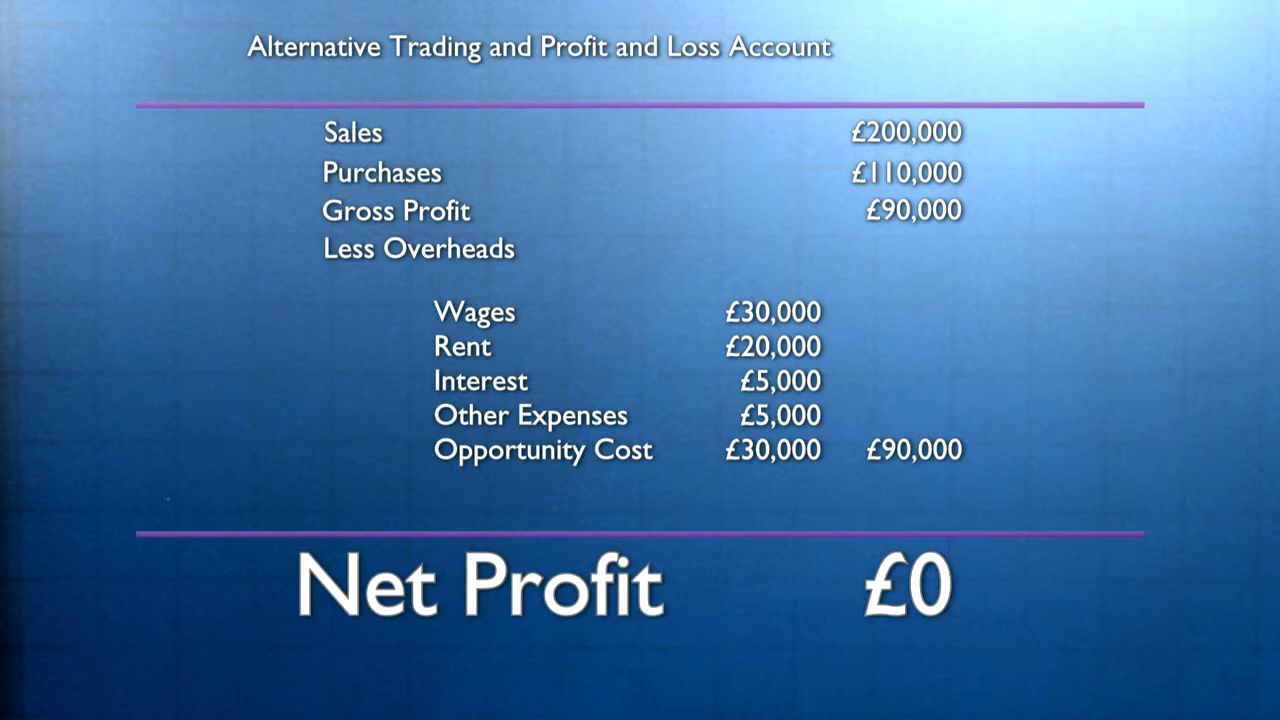 Alternative Trading and Profit and Loss Account
Sales £200,000
Purchases £110,000
Gross Profit £90,000
Less Overheads
Wages £30,000
Rent £20,000
Interest £5,000
Other Expenses £5,000
Opportunity Cost £30,000 £90,000
Net Profit £0